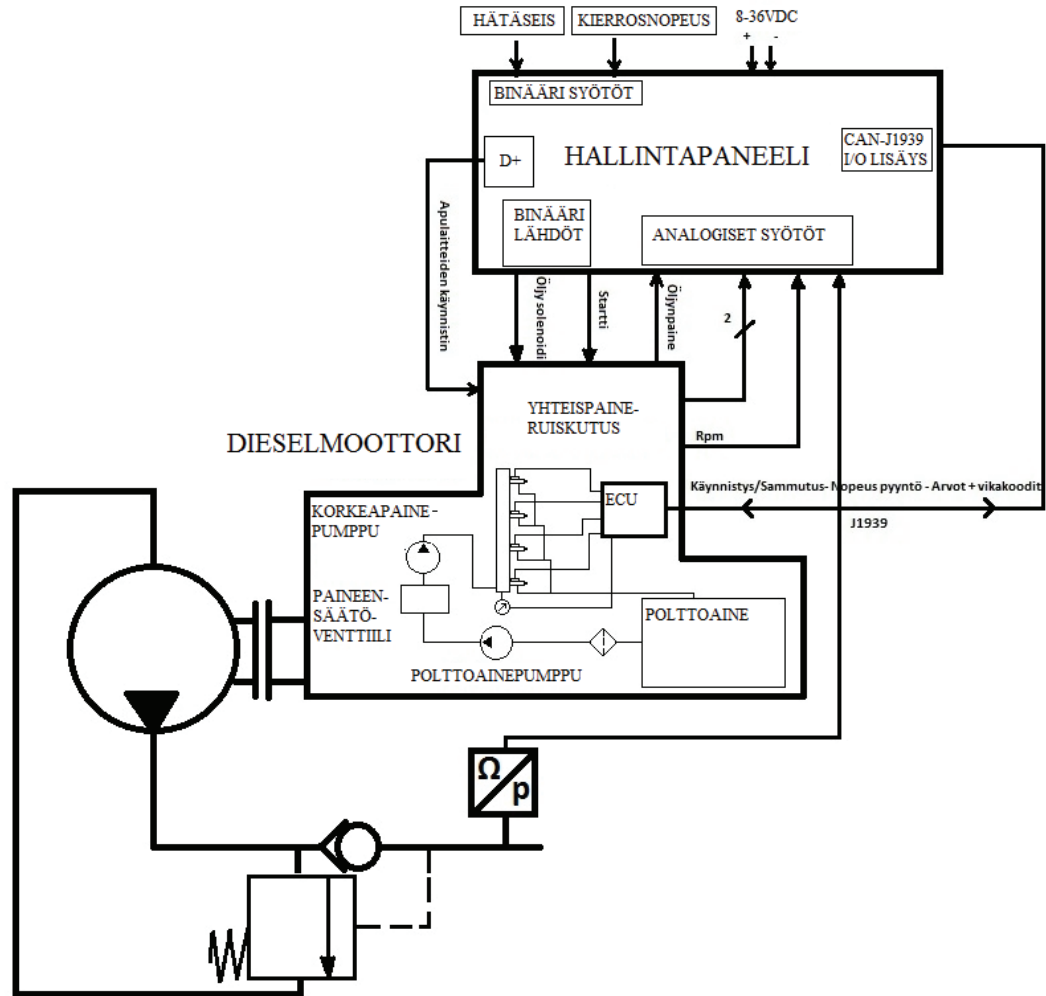 HÄTÄSEIS
KIERROSNOPEUS
8-36VDC
+ -
BINÄÄRI SYÖTÖT
D+
HALLINTAPANEELI
CAN-J1939
I/O LISÄYS
BINÄÄRI
LÄHDÖT
ANALOGISET SYÖTÖT
Apulaitteiden käynnistin
Öljy solenoidi
Startti
Öljynpaine
2
Rpm
YHTEISPAINE-
RUISKUTUS
DIESELMOOTTORI
Käynnistys/Sammutus- Nopeus pyyntö - Arvot + vikakoodit
J1939
ECU
KORKEAPAINE-
PUMPPU
PAINEEN-
SÄÄTÖ-
VENTTIILI
POLTTOAINE
POLTTOAINEPUMPPU
Ω
p